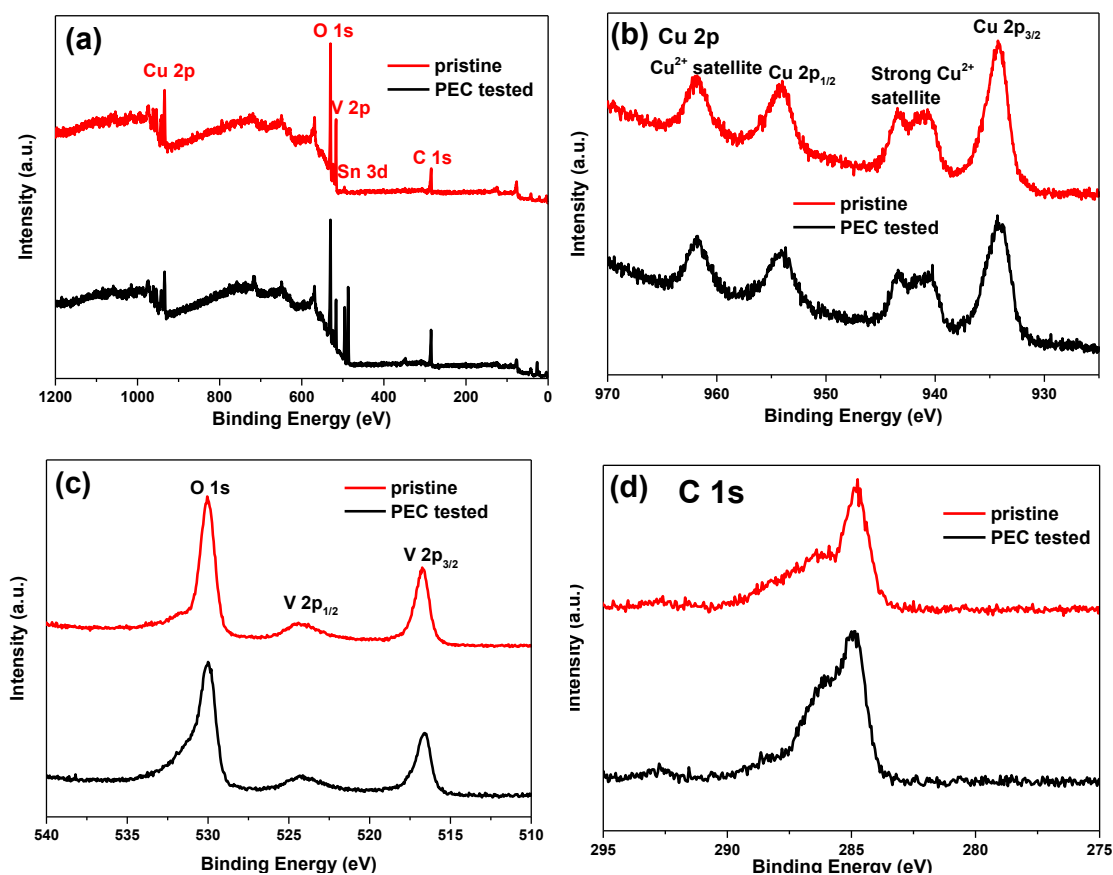 (a)
O 1s
pristine
PEC tested
Cu 2p
V 2p
Sn 3d
C 1s
Intensity (a.u.)
1200 1000 800 600 400 200 0
Binding Energy (eV)
(b)
Cu 2p
Cu²⁺ satellite
Cu 2p₁/₂
Strong Cu²⁺
satellite
Cu 2p₃/₂
pristine
PEC tested
Intensity (a.u.)
970 960 950 940 930
Binding Energy (eV)
(c)
O 1s
pristine
PEC tested
V 2p₁/₂
V 2p₃/₂
Intensity (a.u.)
540 535 530 525 520 515 510
Binding Energy (eV)
(d)
C 1s
pristine
PEC tested
Intensity (a.u.)
295 290 285 280 275
Binding Energy (eV)